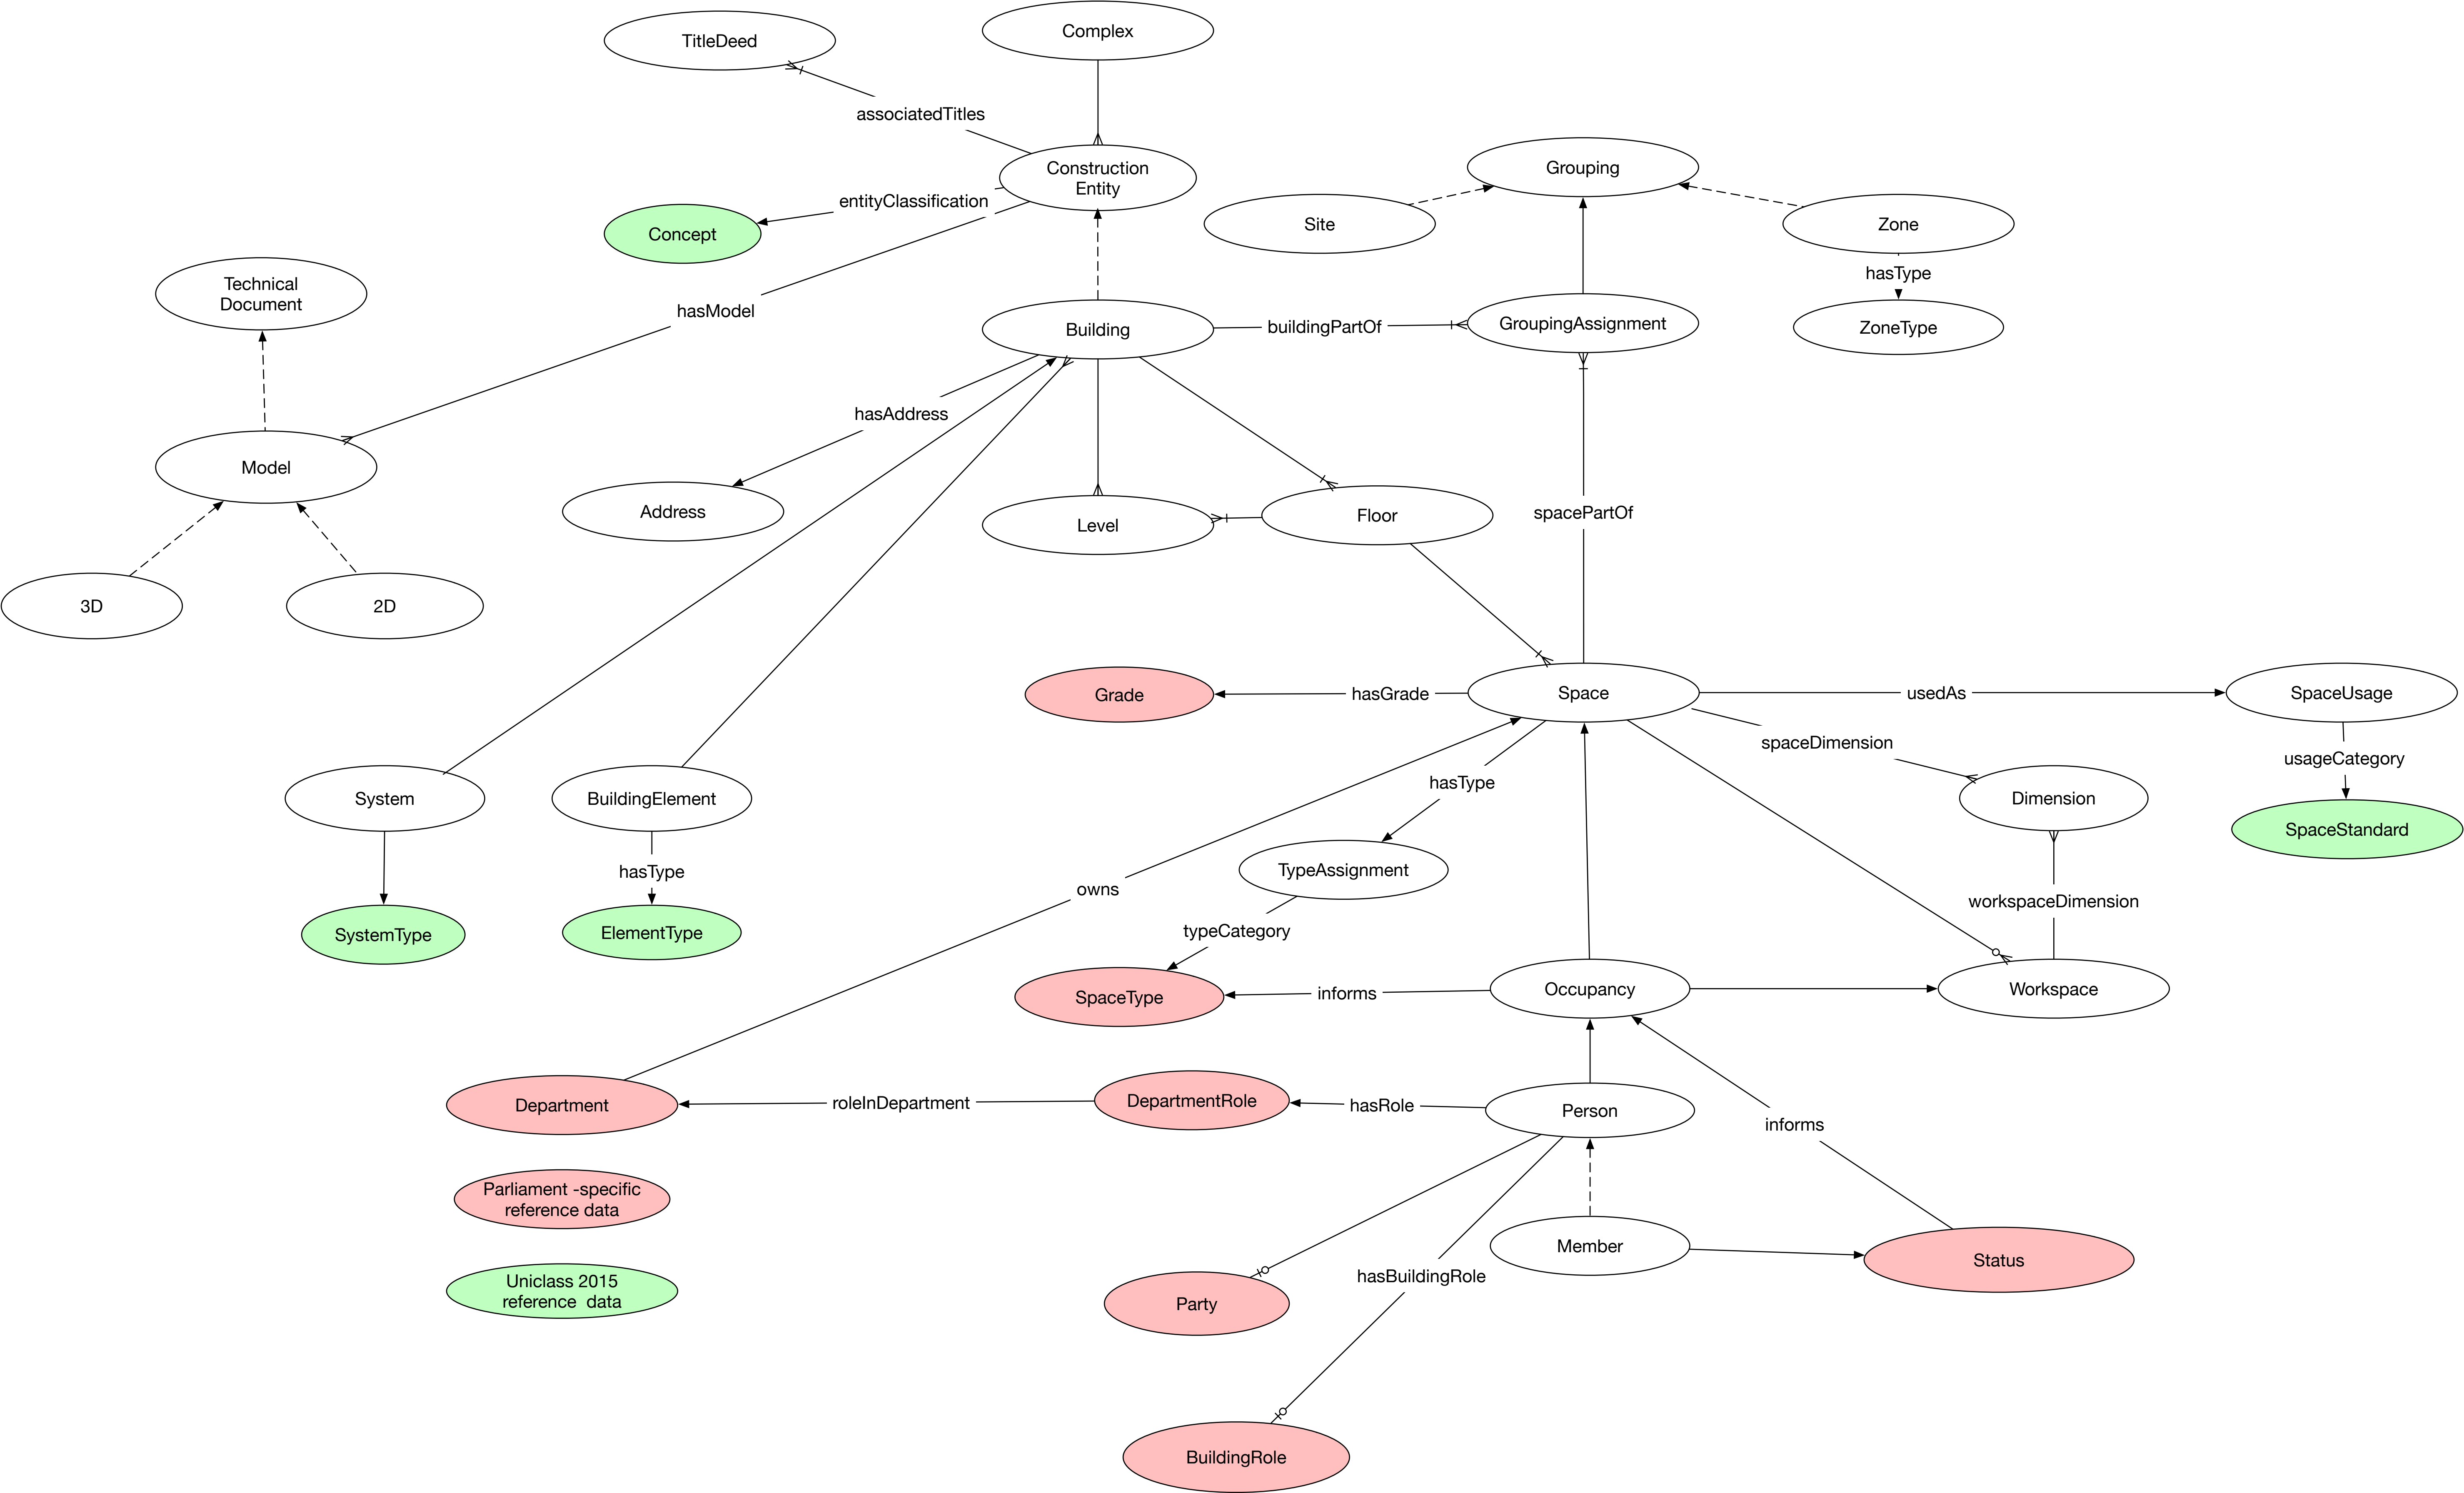 Complex
TitleDeed
associatedTitles
Construction
Entity
Grouping
entityClassification
Site
Zone
Concept
hasType
Technical
Document
hasModel
Building
buildingPartOf
GroupingAssignment
ZoneType
hasAddress
Model
Address
Level
Floor
spacePartOf
3D
2D
Grade
hasGrade
Space
usedAs
SpaceUsage
spaceDimension
usageCategory
hasType
System
BuildingElement
Dimension
SpaceStandard
hasType
TypeAssignment
owns
workspaceDimension
SystemType
ElementType
typeCategory
SpaceType
informs
Occupancy
Workspace
Department
roleInDepartment
DepartmentRole
hasRole
Person
informs
Parliament -specific
reference data
Member
Status
Uniclass 2015
reference  data
hasBuildingRole
Party
BuildingRole